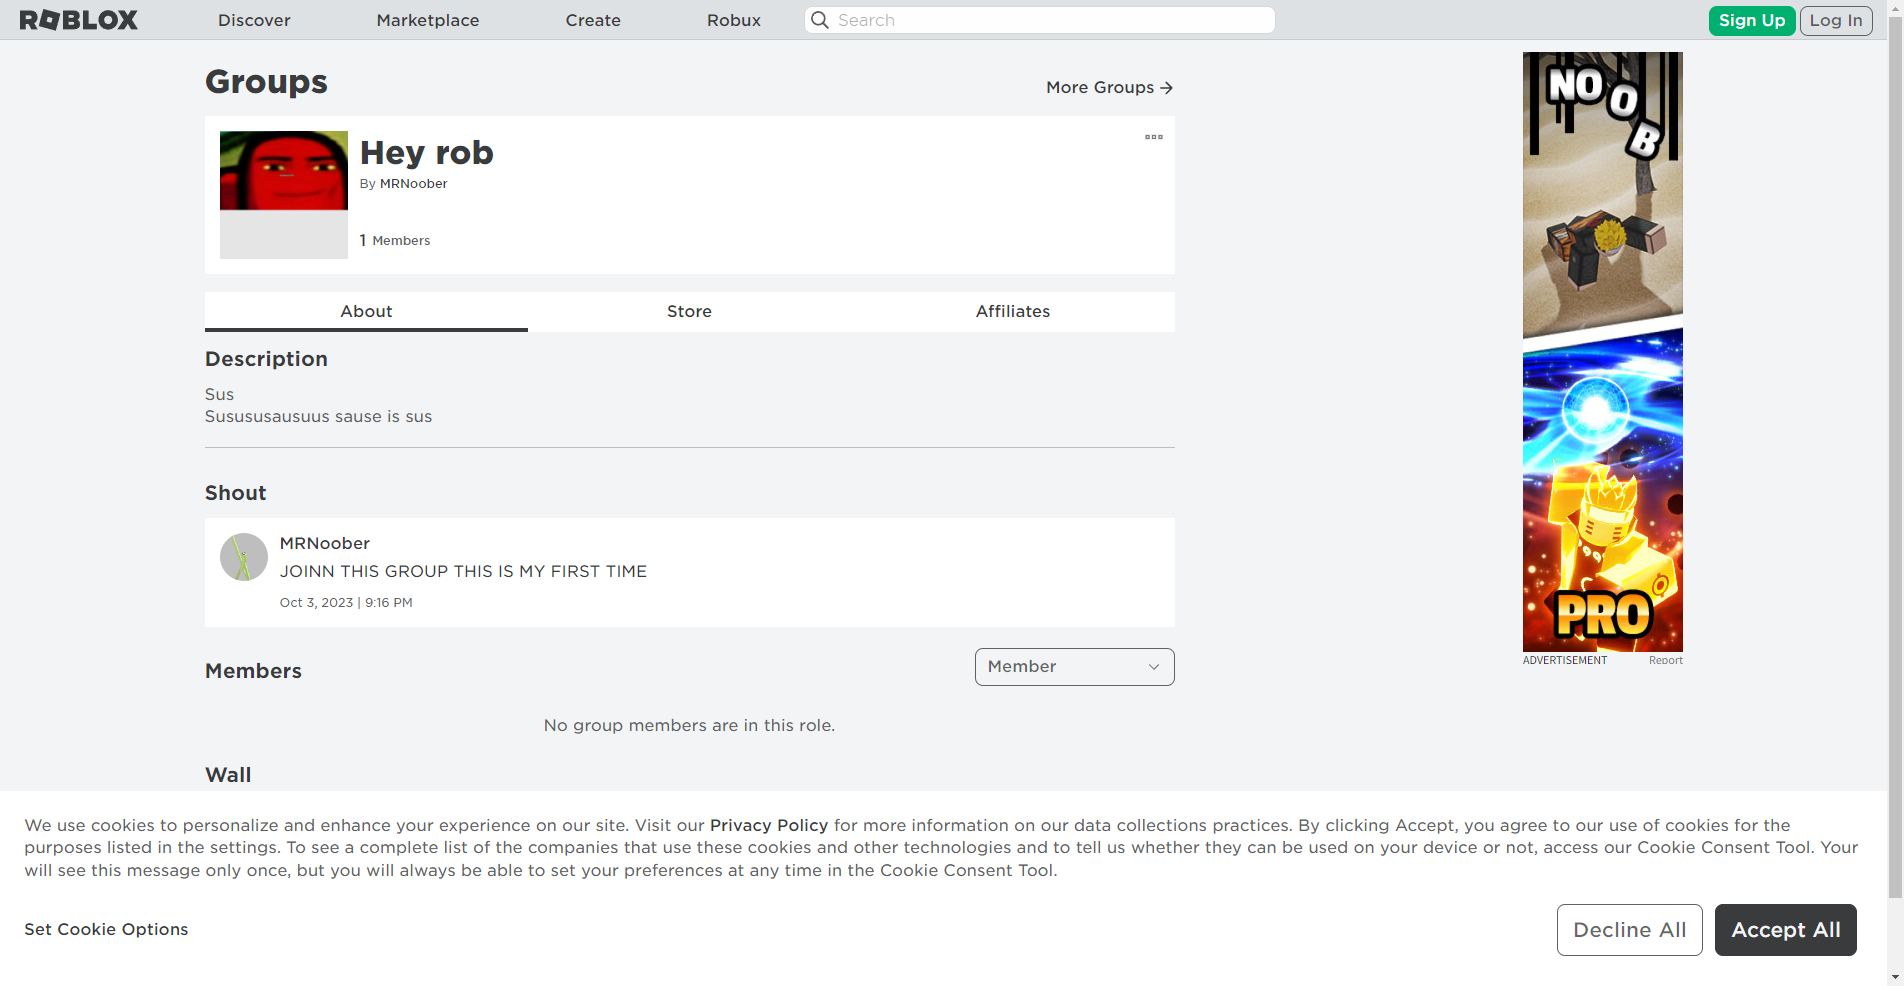 ROBLOX Discover Marketplace Create Robux Search Sign Up Log In
Groups
More Groups
Hey rob
By MRNoober
1 Members
About Store Affiliates
Description
Sus
Susususausuus sause is sus
Shout
MRNoober
JOINN THIS GROUP THIS IS MY FIRST TIME
Oct 3, 2023 | 9:16 PM
Members
Member
No group members are in this role.
Wall
NOOB
PRO
ADVERTISEMENT Report
We use cookies to personalize and enhance your experience on our site. Visit our Privacy Policy for more information on our data collections practices. By clicking Accept, you agree to our use of cookies for the
purposes listed in the settings. To see a complete list of the companies that use these cookies and other technologies and to tell us whether they can be used on your device or not, access our Cookie Consent Tool. Your
will see this message only once, but you will always be able to set your preferences at any time in the Cookie Consent Tool.
Set Cookie Options
Decline All
Accept All